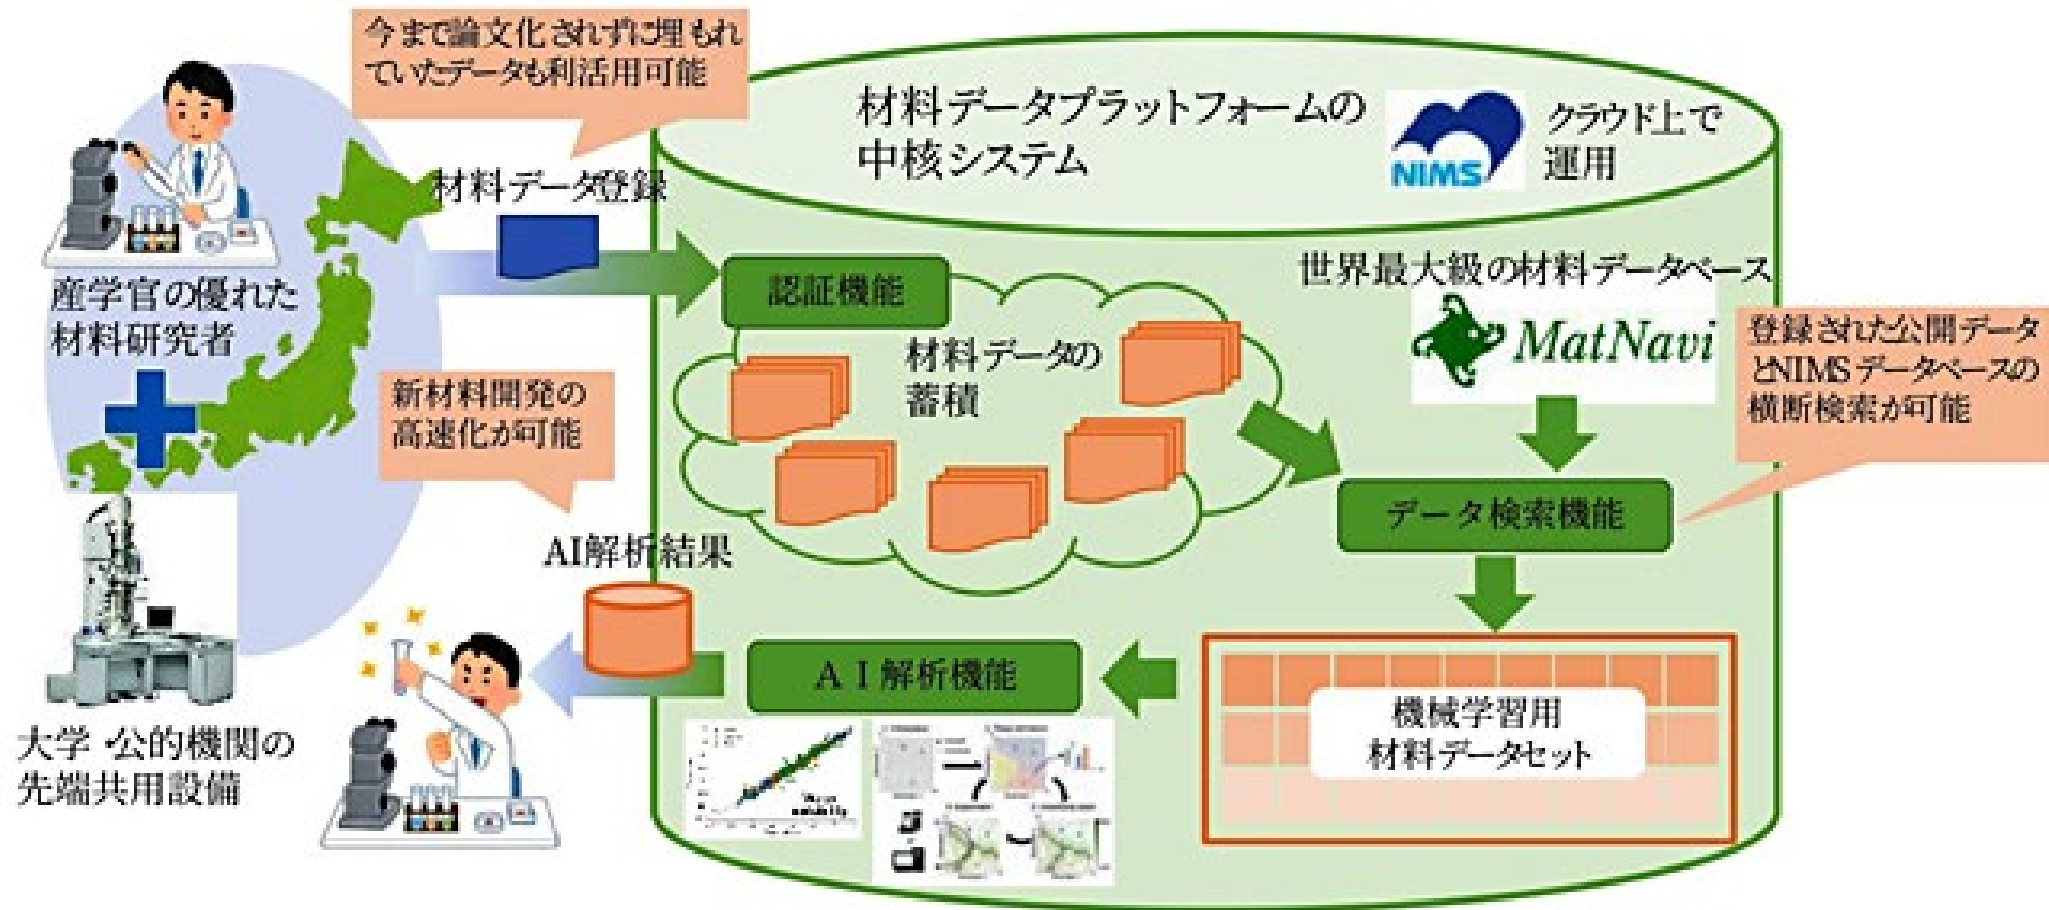 今まで論文化されずに埋もれ
ていたデータも利活用可能
材料データプラットフォームの
中核システム
NIMS
クラウド上で
運用
材料データ登録
産学官の優れた
材料研究者
認証機能
世界最大級の材料データベース
MatNavi
材料データの
蓄積
登録された公開データ
とNIMSデータベースの
横断検索が可能
新材料開発の
高速化が可能
データ検索機能
AI解析結果
AI解析機能
機械学習用
材料データセット
大学・公的機関の
先端共用設備